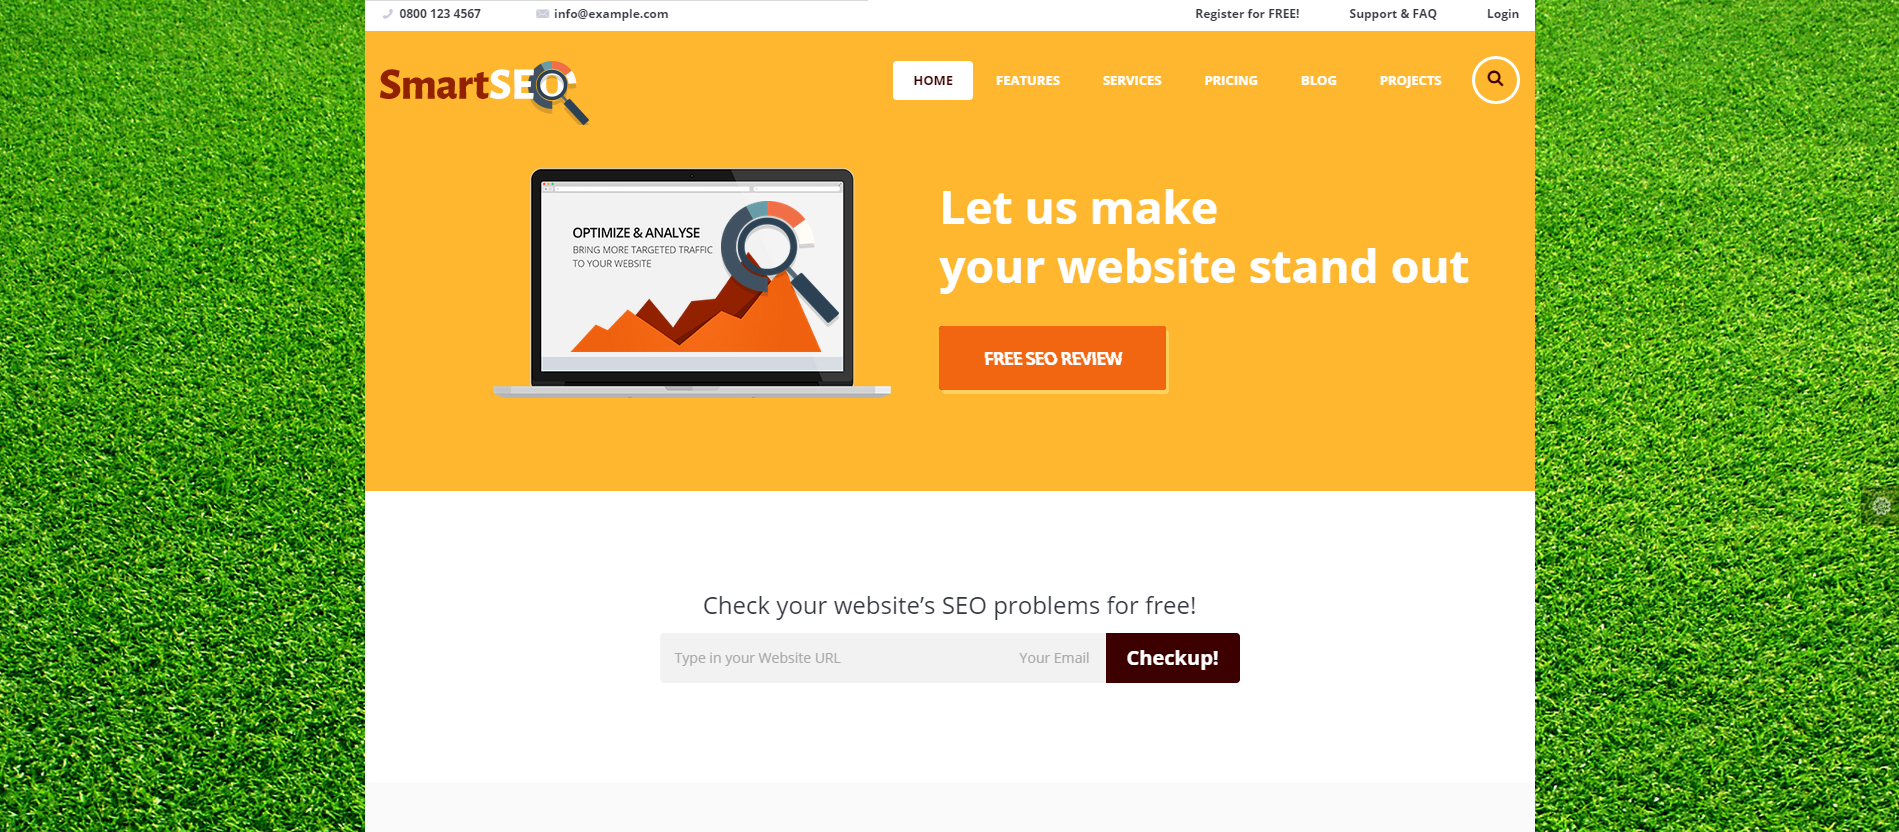 0800 123 4567
info@example.com
Register for FREE!
Support & FAQ
Login
SmartSEO
HOME
FEATURES
SERVICES
PRICING
BLOG
PROJECTS
OPTIMIZE & ANALYSE
BRING MORE TARGETED TRAFFIC
TO YOUR WEBSITE
Let us make
your website stand out
FREE SEO REVIEW
Check your website’s SEO problems for free!
Type in your Website URL
Your Email
Checkup!